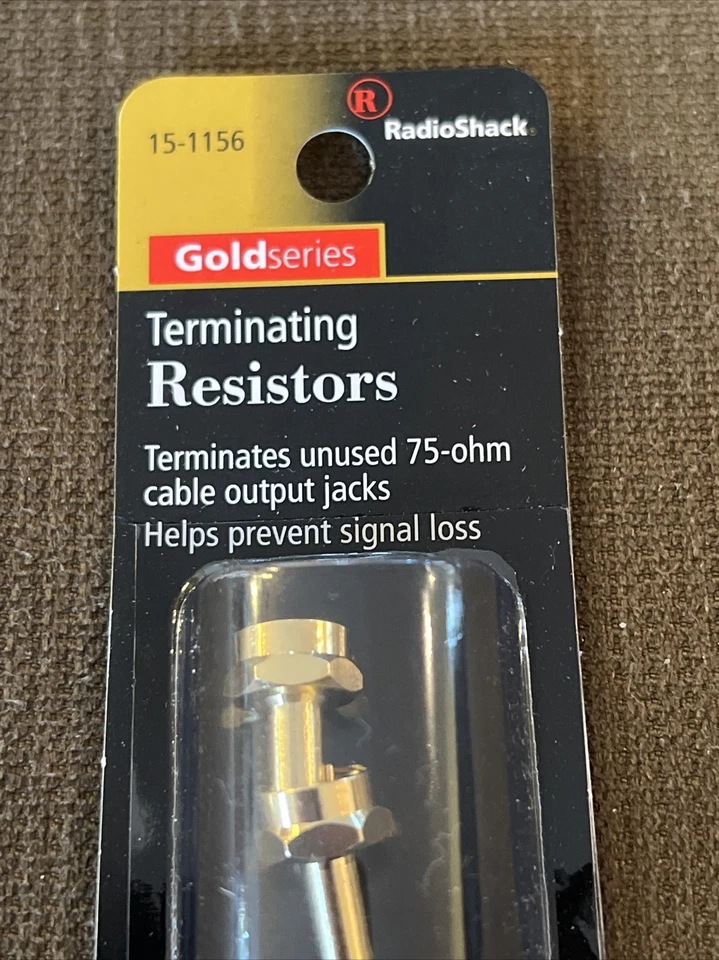 15-1156
R
RadioShack®
Goldseries
Terminating
Resistors
Terminates unused 75-ohm
cable output jacks
Helps prevent signal loss